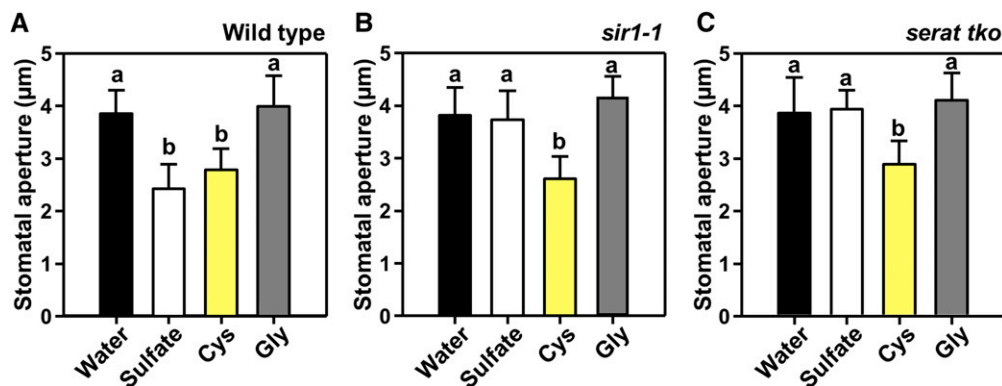 A
Wild type
Stomatal aperture (µm)
5
4
3
2
1
0
a
b
b
a
Water
Sulfate
Cys
Gly
B
sir1-1
Stomatal aperture (µm)
5
4
3
2
1
0
a
a
b
a
Water
Sulfate
Cys
Gly
C
serat tko
Stomatal aperture (µm)
5
4
3
2
1
0
a
a
b
a
Water
Sulfate
Cys
Gly